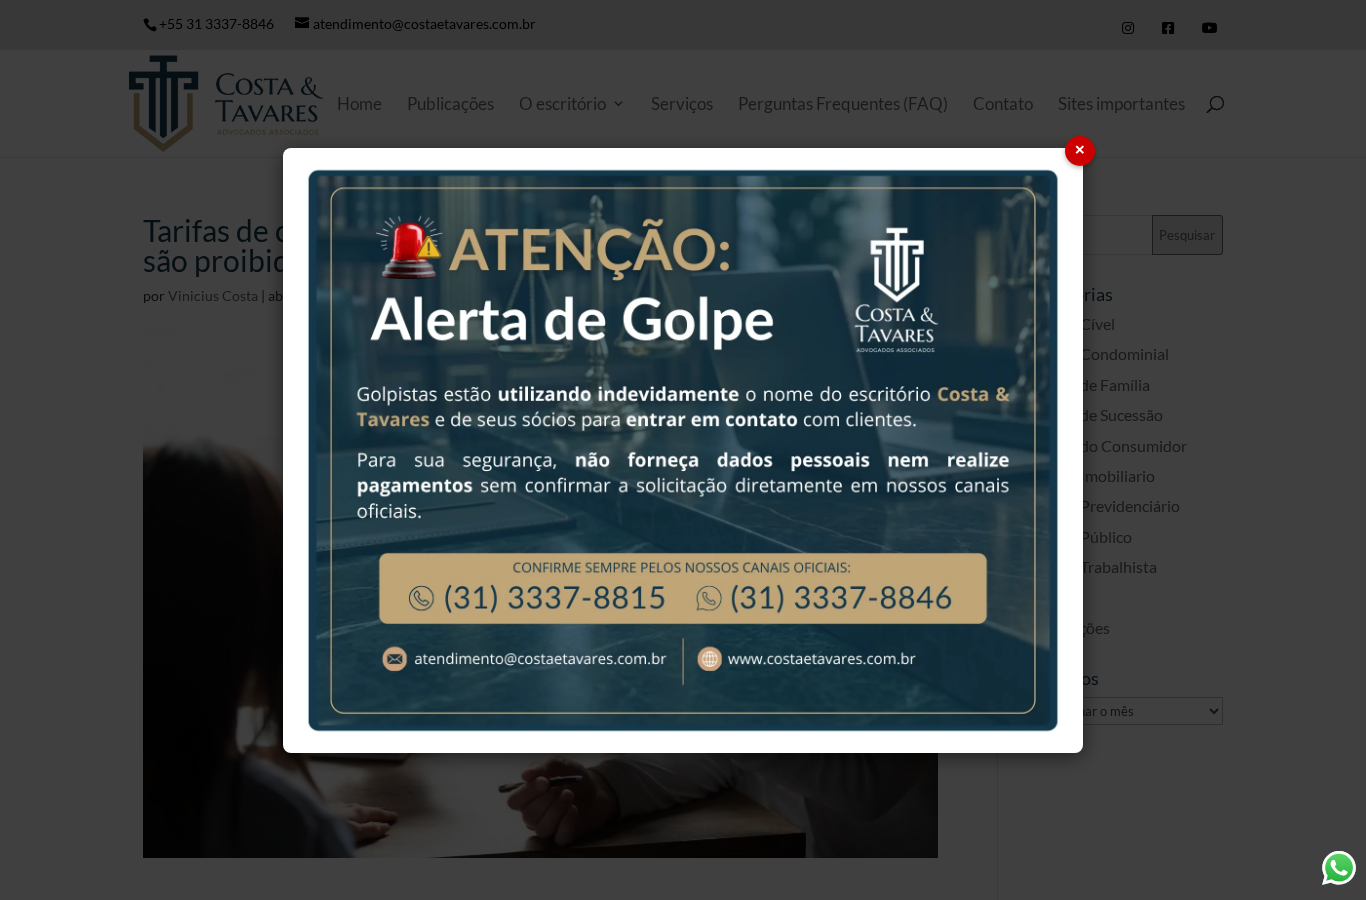 +55 31 3337-8846
atendimento@costaetavares.com.br
COSTA &
TAVARES
ADVOGADOS ASSOCIADOS
Home
Publicações
O escritório
Serviços
Perguntas Frequentes (FAQ)
Contato
Sites importantes
×
Tarifas de
são proibi
por Vinicius Costa |
Pesquisar
ATENÇÃO:
Alerta de Golpe
COSTA &
TAVARES
ADVOGADOS ASSOCIADOS
Golpistas estão utilizando indevidamente o nome do escritório Costa &
Tavares e de seus sócios para entrar em contato com clientes.
Para sua segurança, não forneça dados pessoais nem realize
pagamentos sem confirmar a solicitação diretamente em nossos canais
oficiais.
CONFIRME SEMPRE PELOS NOSSOS CANAIS OFICIAIS:
(31) 3337-8815
(31) 3337-8846
atendimento@costaetavares.com.br
www.costaetavares.com.br
rias
Cível
Condominial
de Família
de Sucessão
do Consumidor
mobiliario
Previdenciário
Público
Trabalhista
ções
os
nar o mês